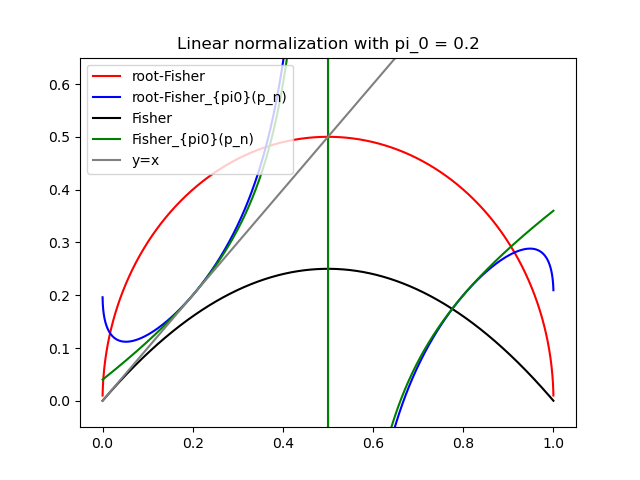 Linear normalization with pi_0 = 0.2
root-Fisher
root-Fisher_{pi0}(p_n)
Fisher
Fisher_{pi0}(p_n)
y=x
0.6
0.5
0.4
0.3
0.2
0.1
0.0
0.0 0.2 0.4 0.6 0.8 1.0